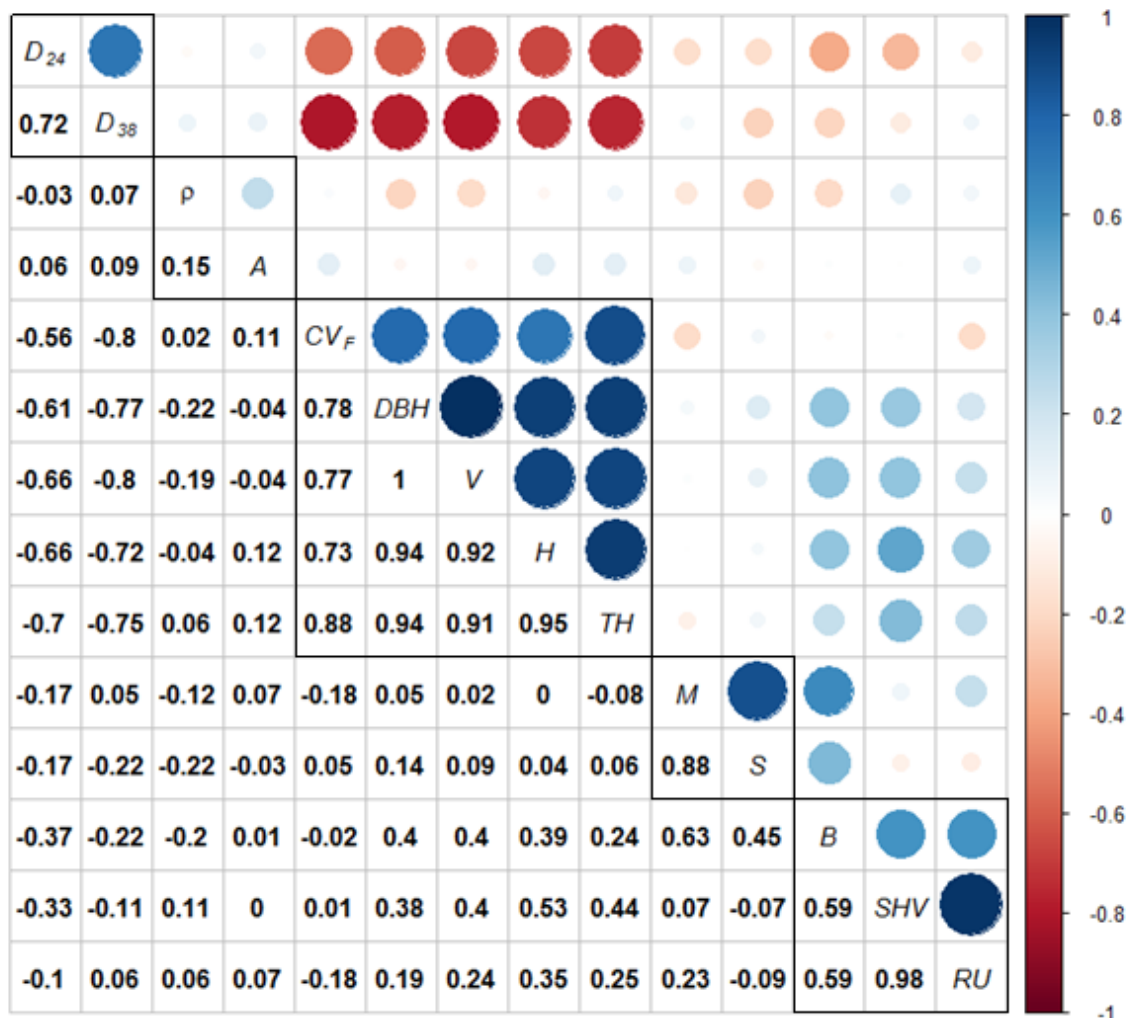 D24
0.72 D38
-0.03 0.07 ρ
0.06 0.09 0.15 A
-0.56 -0.8 0.02 0.11 CVF
-0.61 -0.77 -0.22 -0.04 0.78 DBH
-0.66 -0.8 -0.19 -0.04 0.77 1 V
-0.66 -0.72 -0.04 0.12 0.73 0.94 0.92 H
-0.7 -0.75 0.06 0.12 0.88 0.94 0.91 0.95 TH
-0.17 0.05 -0.12 0.07 -0.18 0.05 0.02 0 -0.08 M
-0.17 -0.22 -0.22 -0.03 0.05 0.14 0.09 0.04 0.06 0.88 S
-0.37 -0.22 -0.2 0.01 -0.02 0.4 0.4 0.39 0.24 0.63 0.45 B
-0.33 -0.11 0.11 0 0.01 0.38 0.4 0.53 0.44 0.07 -0.07 0.59 SHV
-0.1 0.06 0.06 0.07 -0.18 0.19 0.24 0.35 0.25 0.23 -0.09 0.59 0.98 RU
1
0.8
0.6
0.4
0.2
0
-0.2
-0.4
-0.6
-0.8
-1